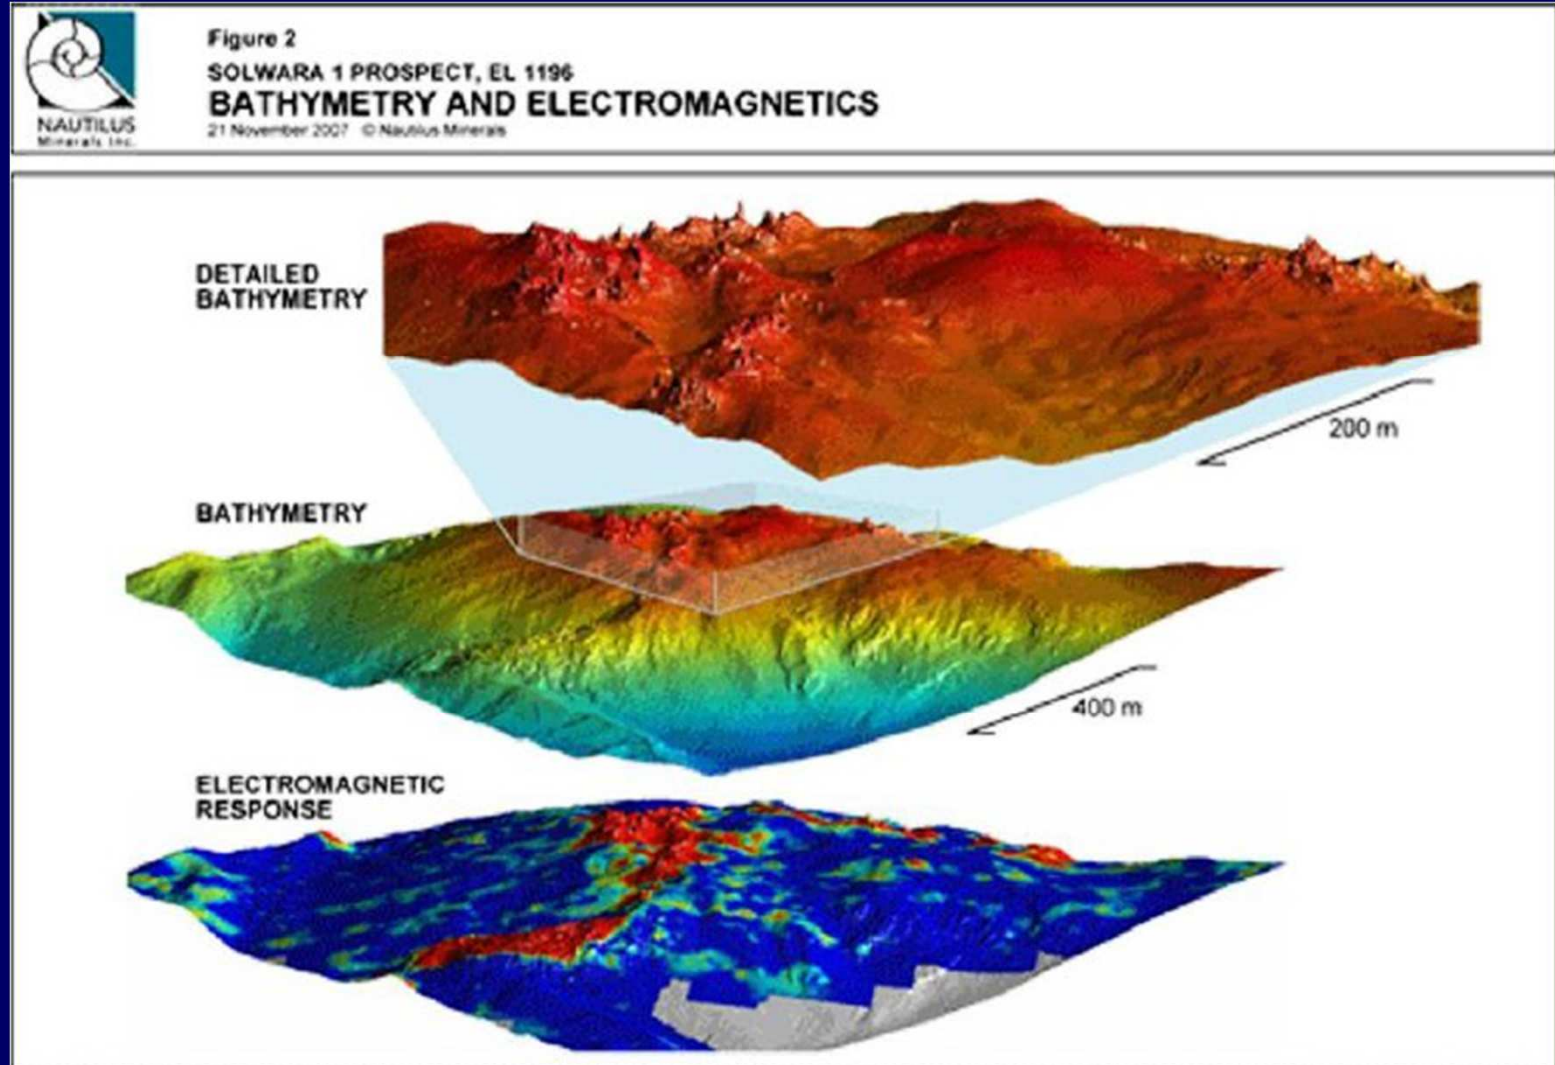 NAUTILUS
Minerals Inc.
Figure 2
SOLWARA 1 PROSPECT, EL 1196
BATHYMETRY AND ELECTROMAGNETICS
21 November 2007 © Nautilus Minerals
DETAILED
BATHYMETRY
200 m
BATHYMETRY
400 m
ELECTROMAGNETIC
RESPONSE